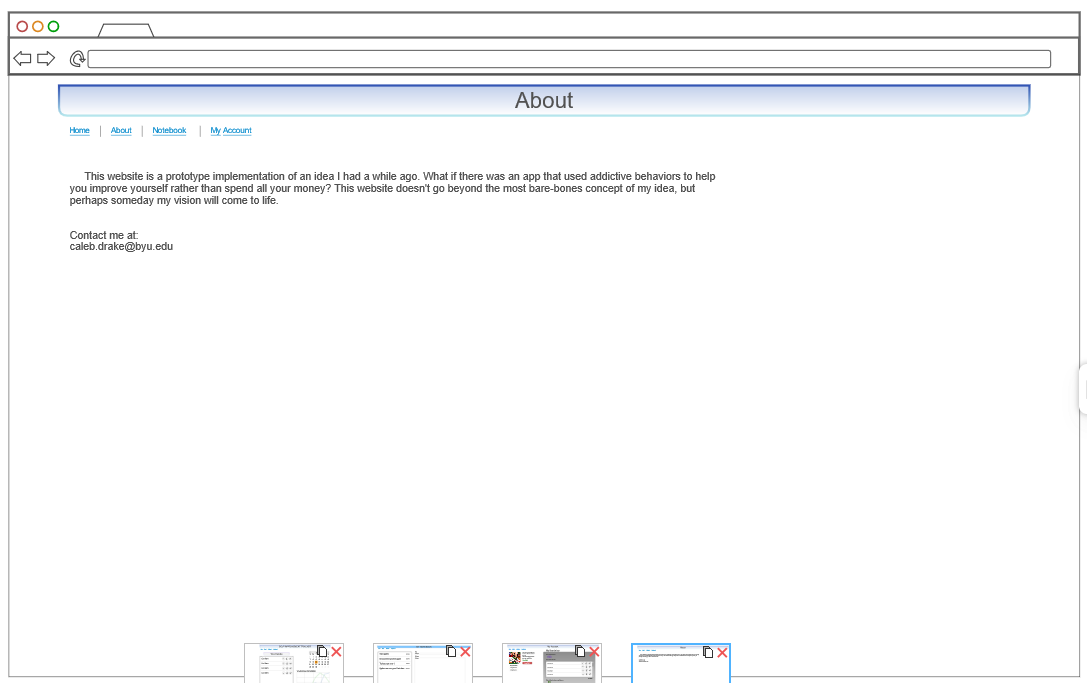 About
Home | About | Notebook | My Account
This website is a prototype implementation of an idea I had a while ago. What if there was an app that used addictive behaviors to help
you improve yourself rather than spend all your money? This website doesn't go beyond the most bare-bones concept of my idea, but
perhaps someday my vision will come to life.
Contact me at:
caleb.drake@byu.edu